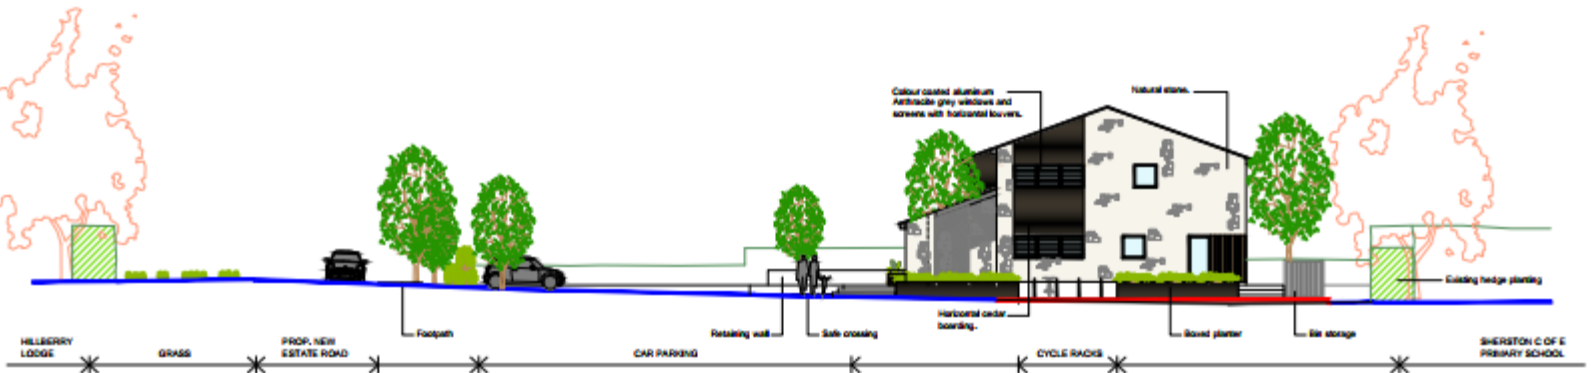 Colour coated aluminum
Anthracite grey windows and
screens with horizontal louvers.
Natural stone.
Existing hedge planting
Horizontal cedar
boarding.
Footpath
Retaining wall
Safe crossing
Boxed planter
Bin storage
HILLBERRY
LODGE
GRASS
PROP. NEW
ESTATE ROAD
CAR PARKING
CYCLE RACKS
SHERSTON C OF E
PRIMARY SCHOOL